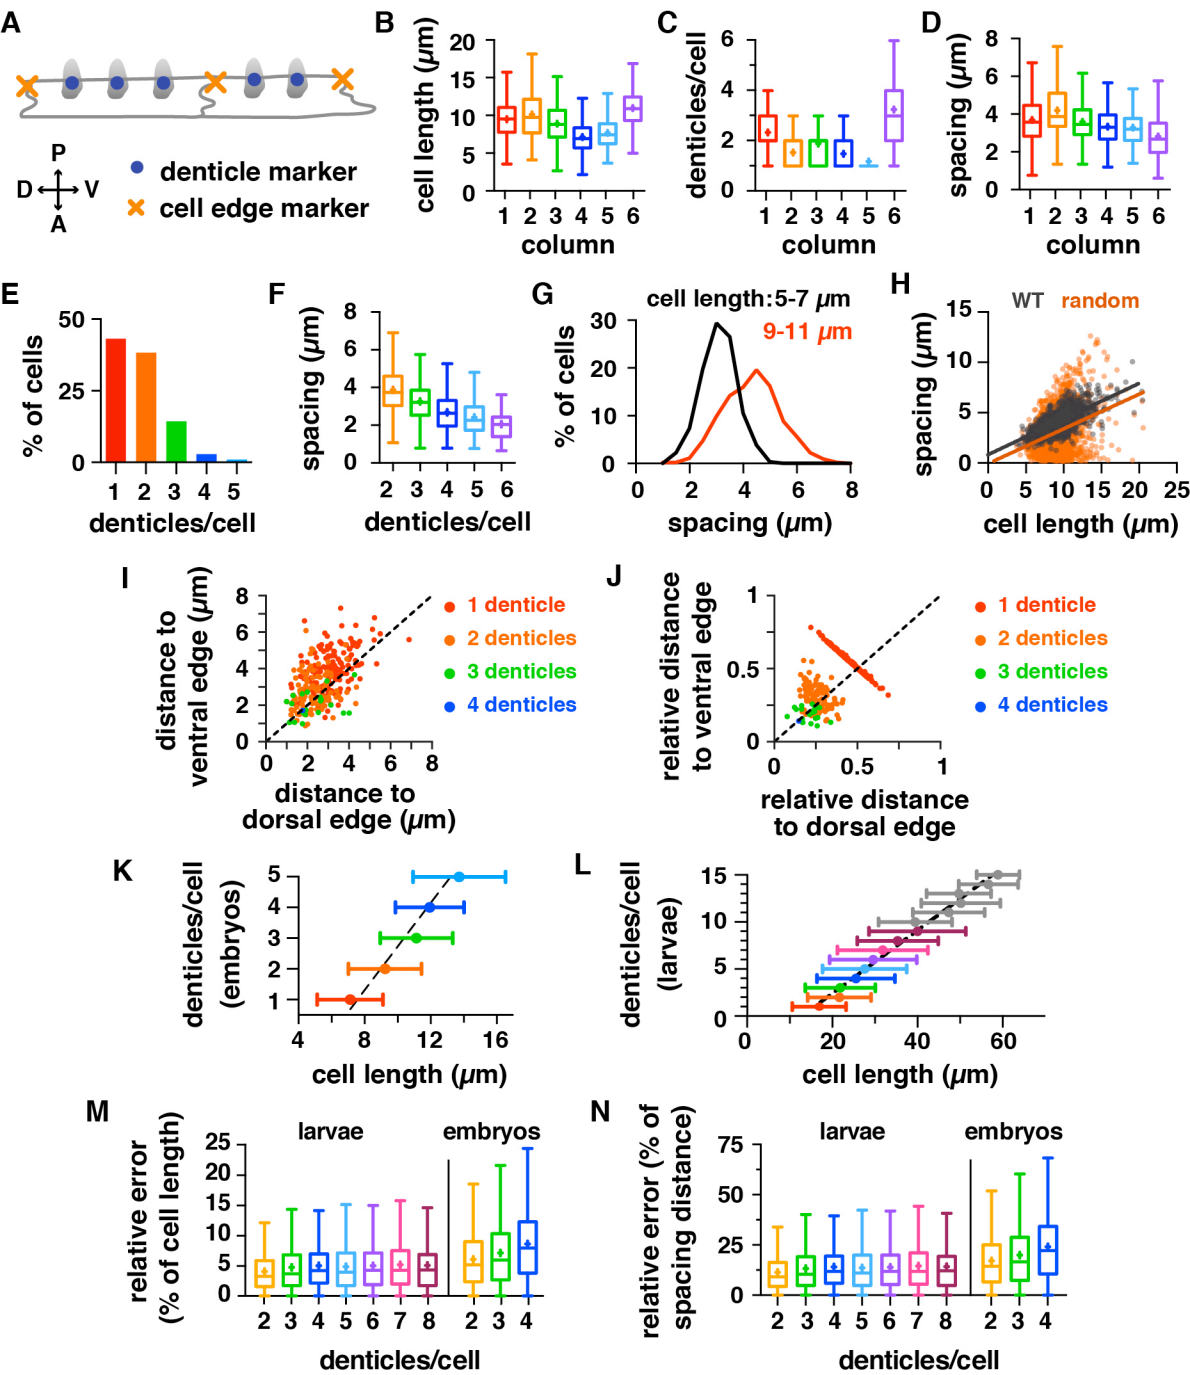 A
P
D V
A
denticle marker
cell edge marker
B
cell length (µm)
20
15
10
5
0
1 2 3 4 5 6
column
C
denticles/cell
6
4
2
0
1 2 3 4 5 6
column
D
spacing (µm)
8
6
4
2
0
1 2 3 4 5 6
column
E
% of cells
50
25
0
1 2 3 4 5
denticles/cell
F
spacing (µm)
8
6
4
2
0
2 3 4 5 6
denticles/cell
G
cell length: 5-7 µm
9-11 µm
% of cells
30
20
10
0
0 2 4 6 8
spacing (µm)
H
WT random
spacing (µm)
15
10
5
0
0 5 10 15 20 25
cell length (µm)
I
distance to
ventral edge (µm)
8
6
4
2
0
0 2 4 6 8
distance to
dorsal edge (µm)
1 denticle
2 denticles
3 denticles
4 denticles
J
relative distance
to ventral edge
1
0.5
0
0 0.5 1
relative distance
to dorsal edge
1 denticle
2 denticles
3 denticles
4 denticles
K
denticles/cell
(embryos)
5
4
3
2
1
4 8 12 16
cell length (µm)
L
denticles/cell
(larvae)
15
10
5
0
0 20 40 60
cell length (µm)
M
relative error
(% of cell length)
larvae embryos
25
20
15
10
5
0
2 3 4 5 6 7 8 2 3 4
denticles/cell
N
relative error (% of
spacing distance)
larvae embryos
75
50
25
0
2 3 4 5 6 7 8 2 3 4
denticles/cell